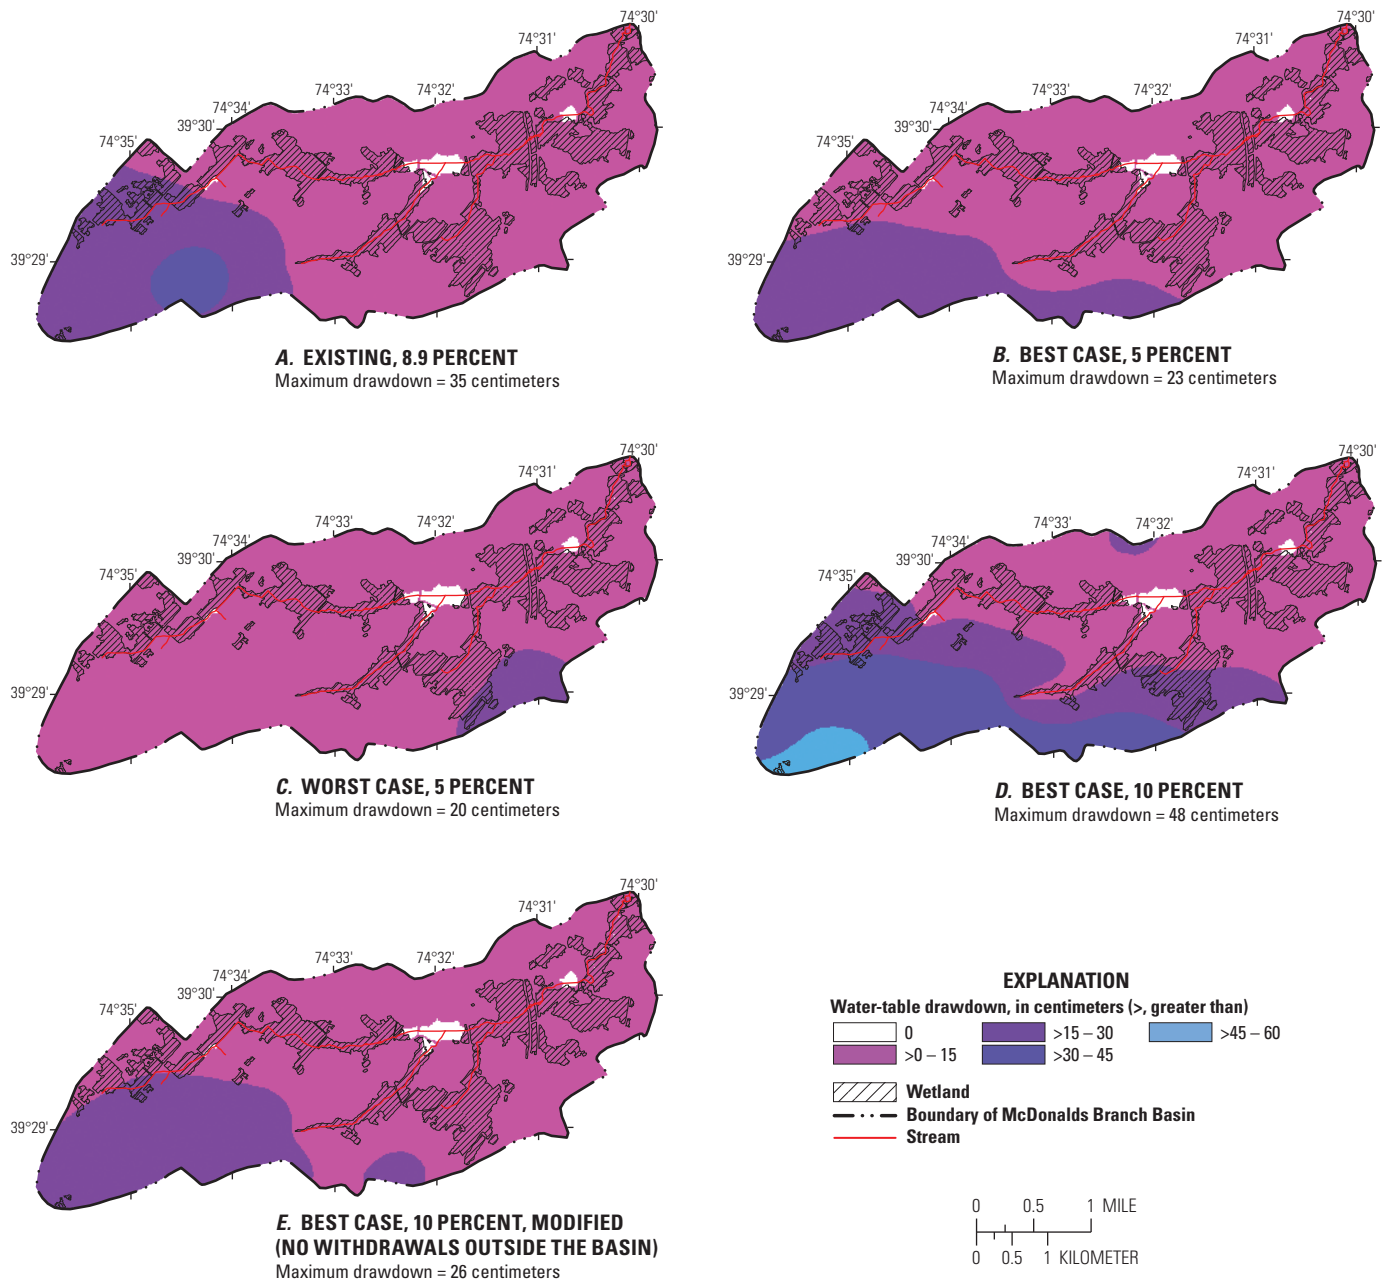 74°30'
74°31'
74°32'
74°33'
74°34'
39°30'
74°35'
39°29'
A. EXISTING, 8.9 PERCENT
Maximum drawdown = 35 centimeters
74°30'
74°31'
74°32'
74°33'
74°34'
39°30'
74°35'
39°29'
B. BEST CASE, 5 PERCENT
Maximum drawdown = 23 centimeters
74°30'
74°31'
74°32'
74°33'
74°34'
39°30'
74°35'
39°29'
C. WORST CASE, 5 PERCENT
Maximum drawdown = 20 centimeters
74°30'
74°31'
74°32'
74°33'
74°34'
39°30'
74°35'
39°29'
D. BEST CASE, 10 PERCENT
Maximum drawdown = 48 centimeters
74°30'
74°31'
74°32'
74°33'
74°34'
39°30'
74°35'
39°29'
E. BEST CASE, 10 PERCENT, MODIFIED
(NO WITHDRAWALS OUTSIDE THE BASIN)
Maximum drawdown = 26 centimeters
EXPLANATION
Water-table drawdown, in centimeters (>, greater than)
0 >15 – 30 >45 – 60
>0 – 15 >30 – 45
Wetland
Boundary of McDonalds Branch Basin
Stream
0 0.5 1 MILE
0 0.5 1 KILOMETER